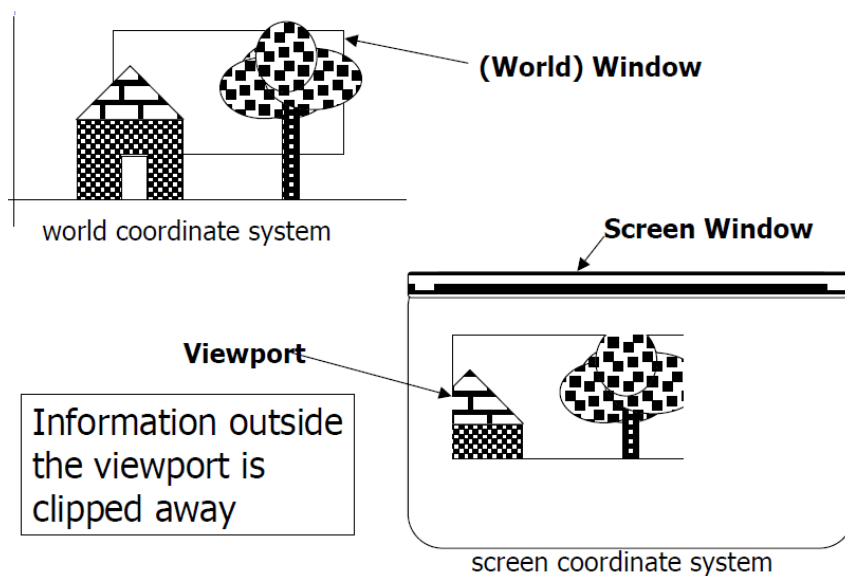 (World) Window
world coordinate system
Screen Window
Viewport
Information outside
the viewport is
clipped away
screen coordinate system